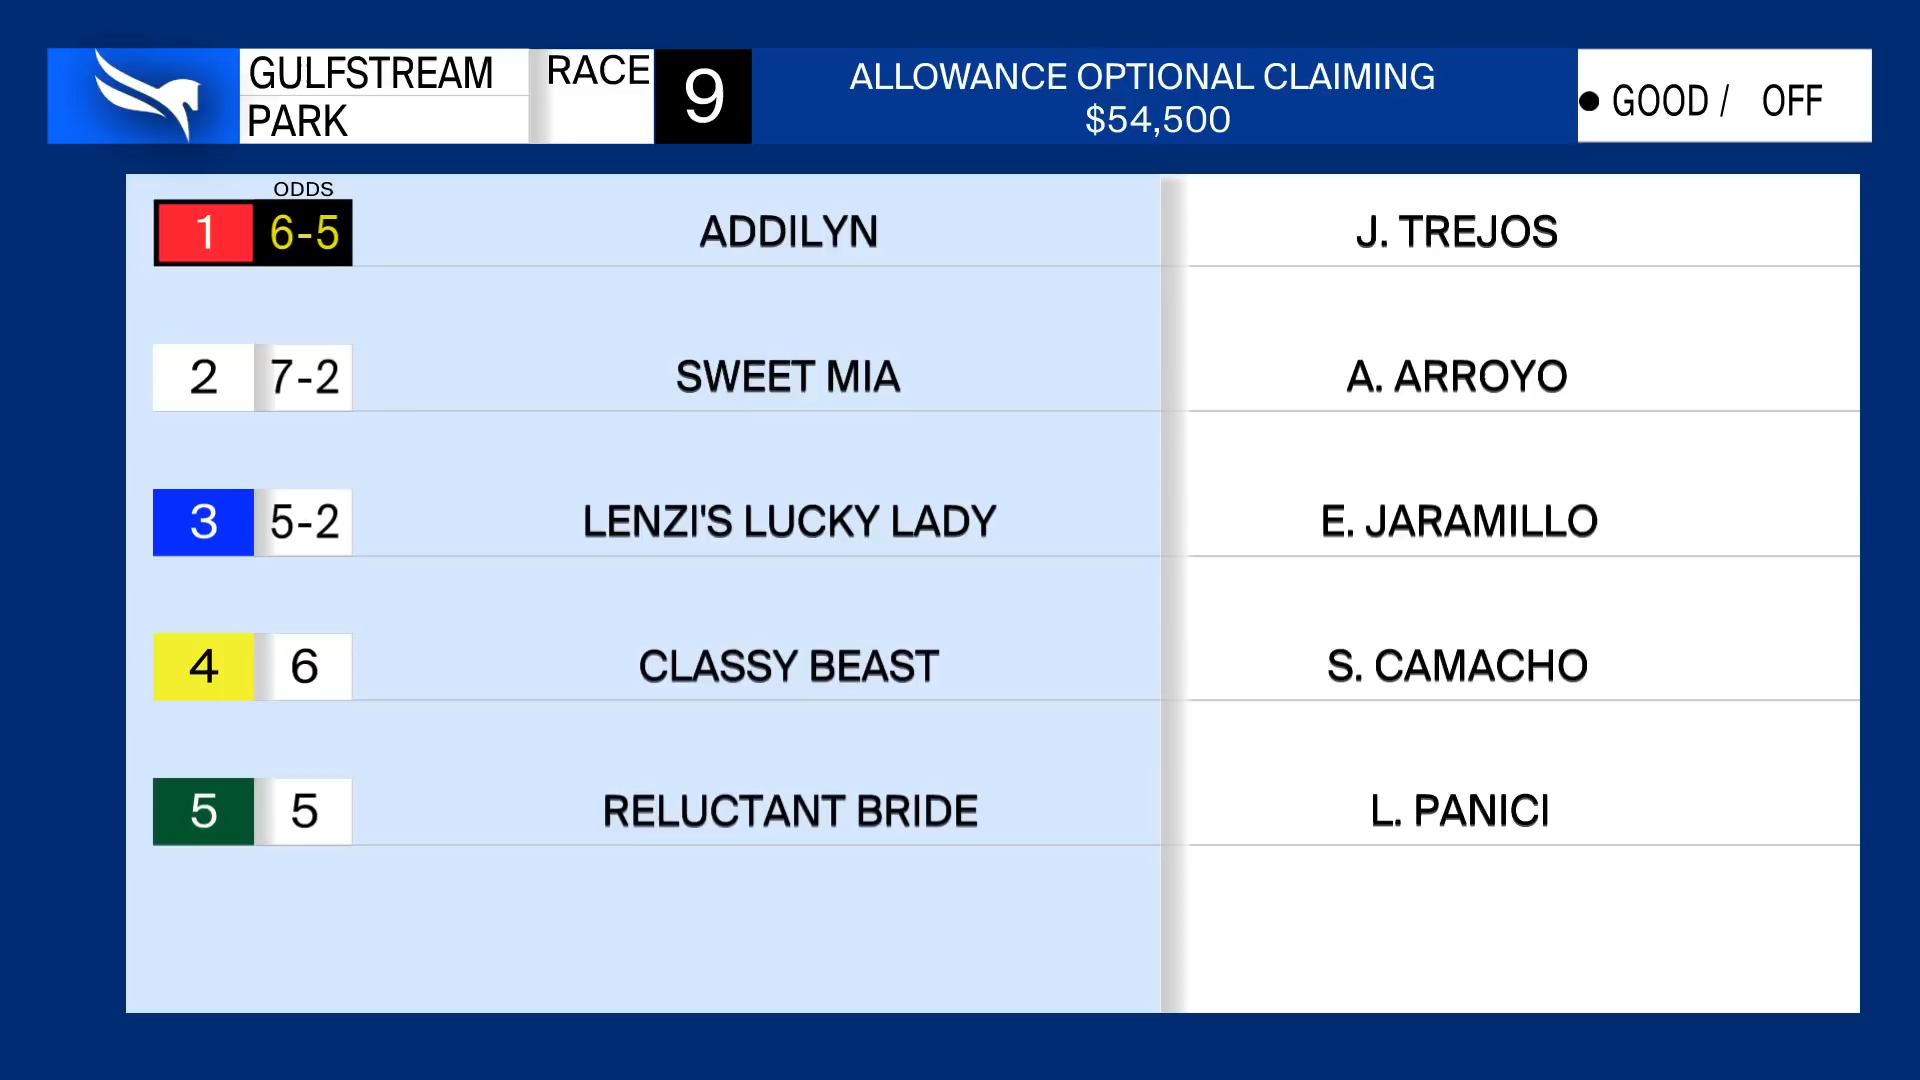 GULFSTREAM PARK
RACE 9
ALLOWANCE OPTIONAL CLAIMING
$54,500
● GOOD / OFF
ODDS
1 6-5 ADDILYN J. TREJOS
2 7-2 SWEET MIA A. ARROYO
3 5-2 LENZI'S LUCKY LADY E. JARAMILLO
4 6 CLASSY BEAST S. CAMACHO
5 5 RELUCTANT BRIDE L. PANICI